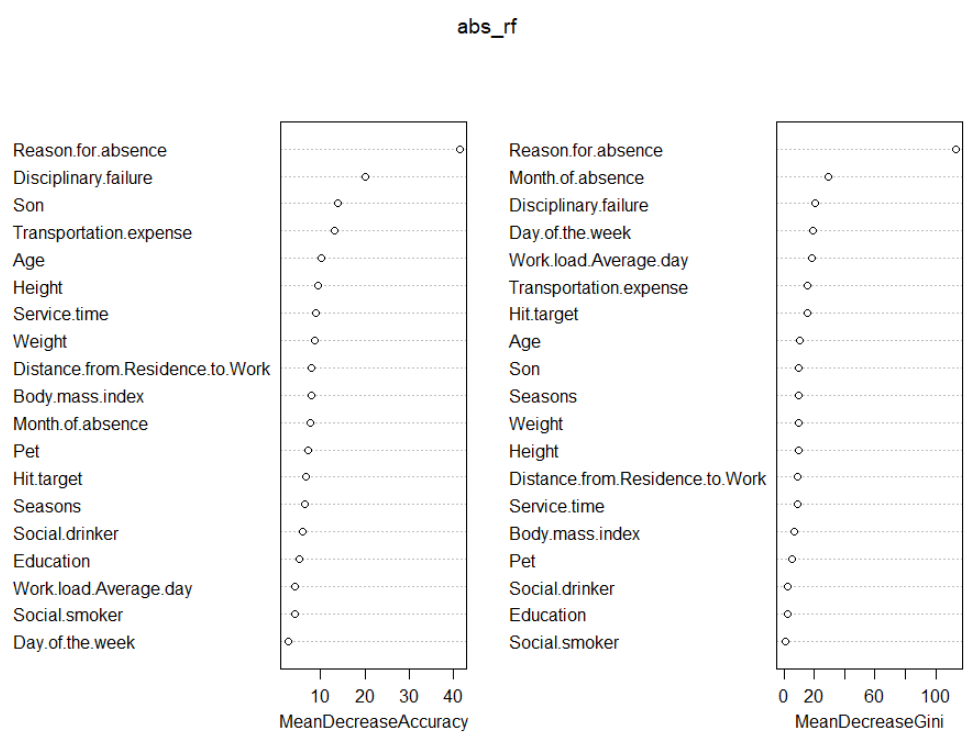 abs_rf
Reason.for.absence
Disciplinary.failure
Son
Transportation.expense
Age
Height
Service.time
Weight
Distance.from.Residence.to.Work
Body.mass.index
Month.of.absence
Pet
Hit.target
Seasons
Social.drinker
Education
Work.load.Average.day
Social.smoker
Day.of.the.week
10 20 30 40
MeanDecreaseAccuracy
Reason.for.absence
Month.of.absence
Disciplinary.failure
Day.of.the.week
Work.load.Average.day
Transportation.expense
Hit.target
Age
Son
Seasons
Weight
Height
Distance.from.Residence.to.Work
Service.time
Body.mass.index
Pet
Social.drinker
Education
Social.smoker
0 20 60 100
MeanDecreaseGini